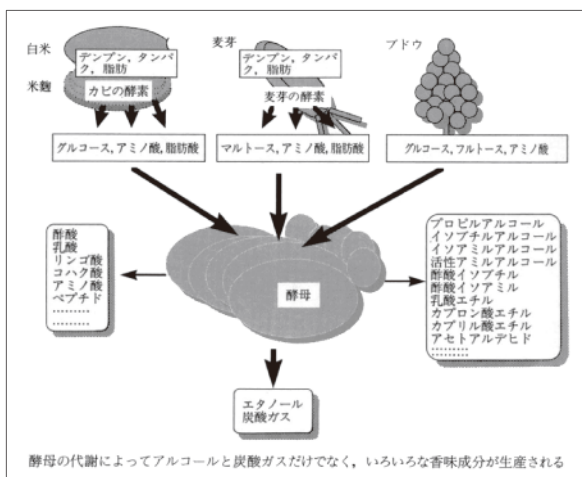 白米
米麹
デンプン，タンパ
ク，脂肪
カビの酵素
麦芽
デンプン，タンパ
ク，脂肪
麦芽の酵素
ブドウ
グルコース，アミノ酸，脂肪酸
マルトース，アミノ酸，脂肪酸
グルコース，フルトース，アミノ酸
酢酸
乳酸
リンゴ酸
コハク酸
アミノ酸
ペプチド
………
………
酵母
プロピルアルコール
イソブチルアルコール
イソアミルアルコール
活性アミルアルコール
酢酸イソブチル
酢酸イソアミル
乳酸エチル
カプロン酸エチル
カプリル酸エチル
アセトアルデヒド
………
エタノール
炭酸ガス
酵母の代謝によってアルコールと炭酸ガスだけでなく，いろいろな香味成分が生産される